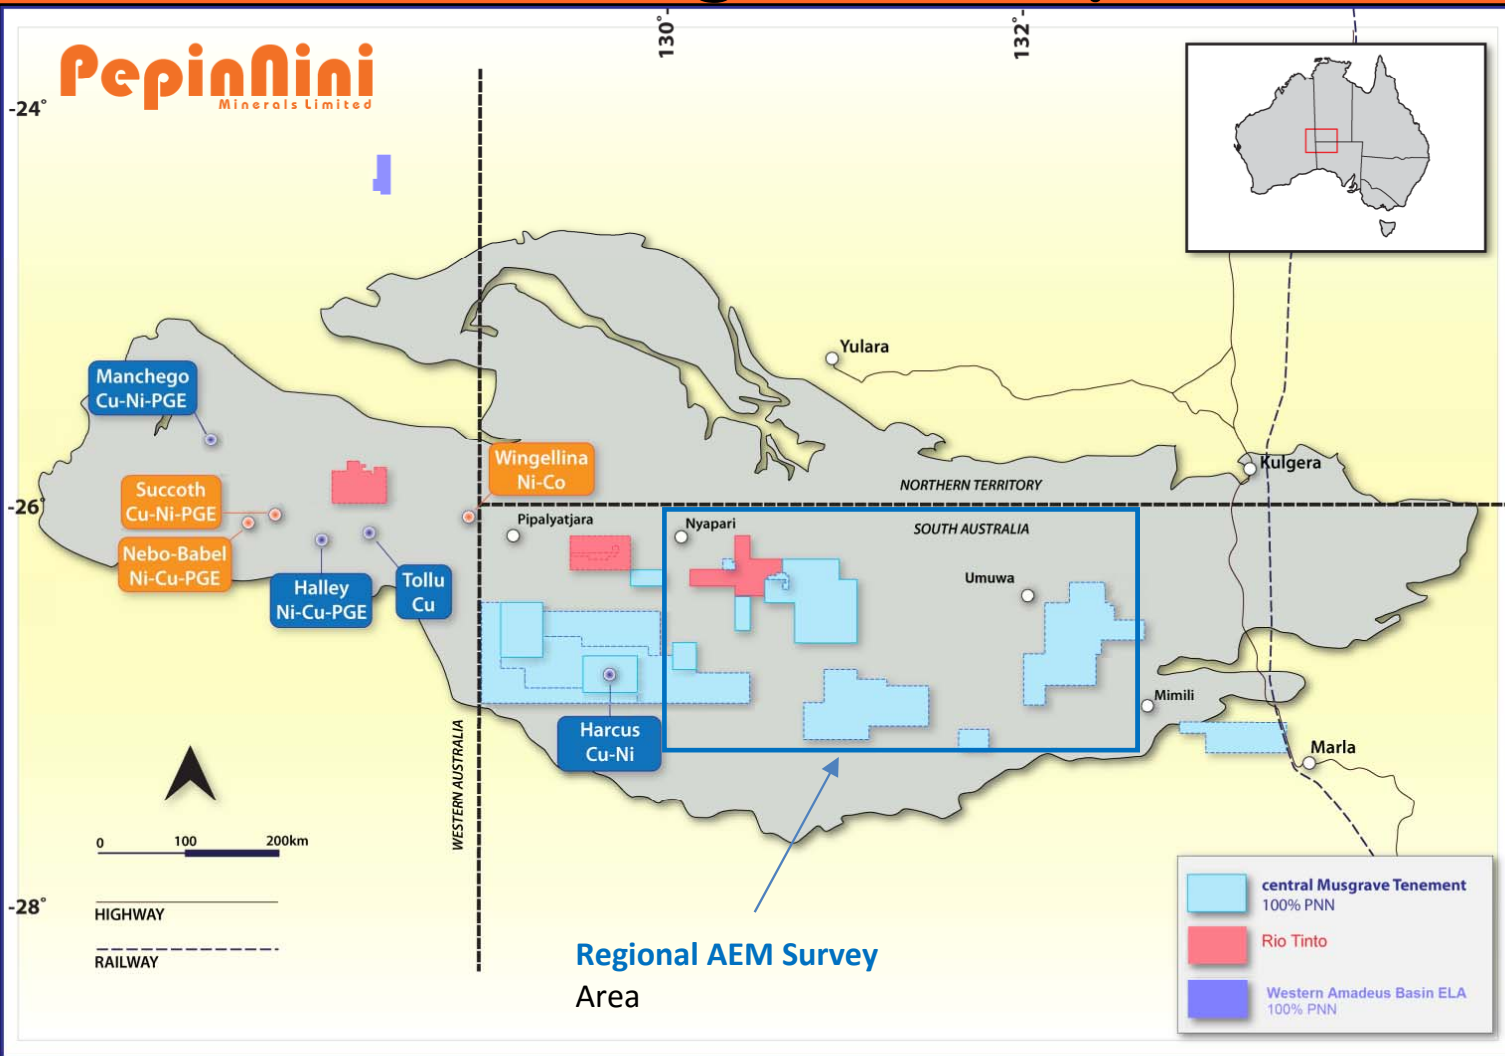 130°
132°
PepinNini
Minerals Limited
-24°
Yulara
Manchego
Cu-Ni-PGE
Wingellina
Ni-Co
Kulgera
Succoth
Cu-Ni-PGE
NORTHERN TERRITORY
-26°
Pipalyatjara
Nyapari
SOUTH AUSTRALIA
Nebo-Babel
Ni-Cu-PGE
Halley
Ni-Cu-PGE
Tollu
Cu
Umuwa
Mimili
Harcus
Cu-Ni
WESTERN AUSTRALIA
Marla
0 100 200km
HIGHWAY
RAILWAY
-28°
Regional AEM Survey
Area
central Musgrave Tenement
100% PNN
Rio Tinto
Western Amadeus Basin ELA
100% PNN